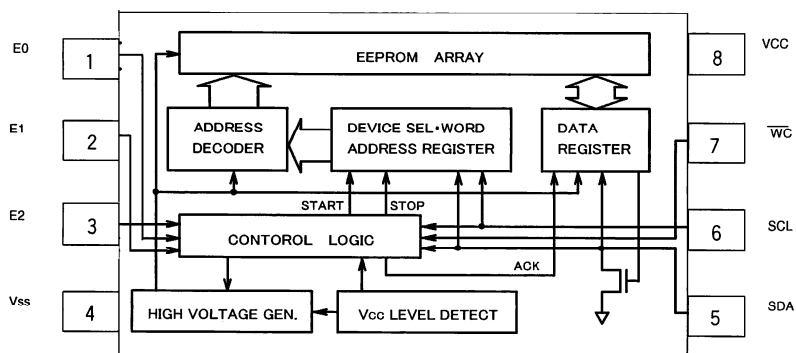 E0
1
EEPROM ARRAY
8
VCC
E1
2
ADDRESS
DECODER
DEVICE SEL•WORD
ADDRESS REGISTER
DATA
REGISTER
7
WC
START
STOP
E2
3
CONTOROL LOGIC
6
SCL
ACK
Vss
4
HIGH VOLTAGE GEN.
Vcc LEVEL DETECT
5
SDA